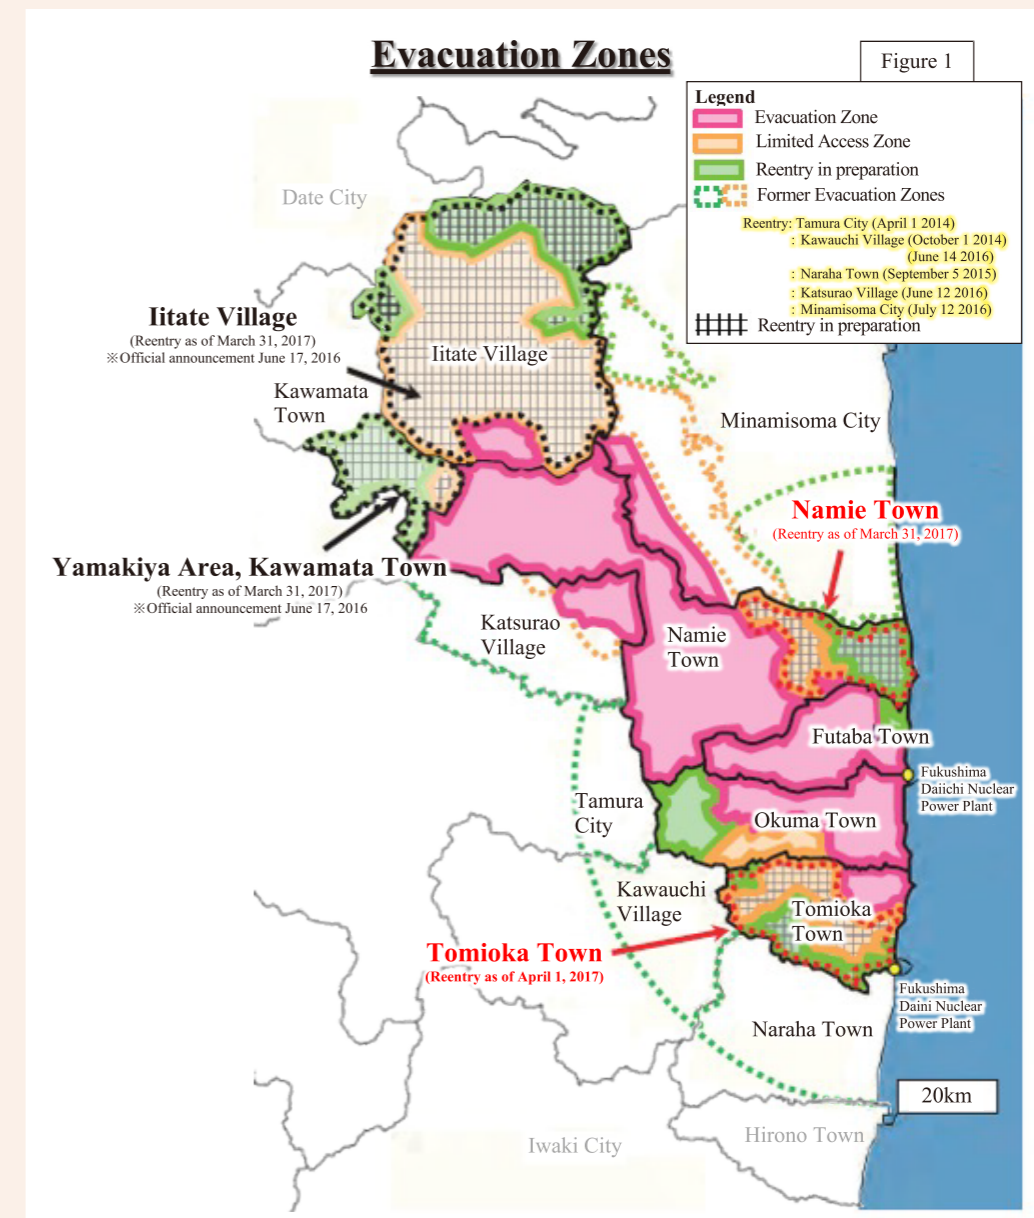 Evacuation Zones
Figure 1
Legend
Evacuation Zone
Limited Access Zone
Reentry in preparation
Former Evacuation Zones
Reentry: Tamura City (April 1 2014)
: Kawauchi Village (October 1 2014)
(June 14 2016)
: Naraha Town (September 5 2015)
: Katsurao Village (June 12 2016)
: Minamisoma City (July 12 2016)
Reentry in preparation
Date City
Iitate Village
(Reentry as of March 31, 2017)
※Official announcement June 17, 2016
Iitate Village
Kawamata
Town
Minamisoma City
Namie Town
(Reentry as of March 31, 2017)
Yamakiya Area, Kawamata Town
(Reentry as of March 31, 2017)
※Official announcement June 17, 2016
Katsurao
Village
Namie
Town
Futaba Town
Fukushima
Daiichi Nuclear
Power Plant
Tamura
City
Okuma Town
Kawauchi
Village
Tomioka
Town
Tomioka Town
(Reentry as of April 1, 2017)
Fukushima
Daini Nuclear
Power Plant
Naraha Town
20km
Iwaki City
Hirono Town